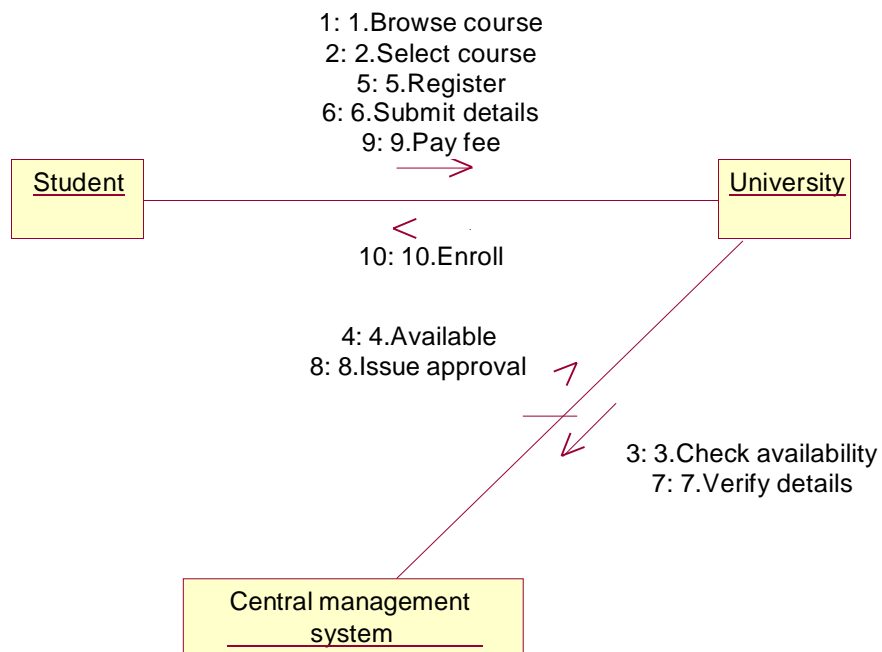 1: 1.Browse course
2: 2.Select course
5: 5.Register
6: 6.Submit details
9: 9.Pay fee
Student
University
10: 10.Enroll
4: 4.Available
8: 8.Issue approval
3: 3.Check availability
7: 7.Verify details
Central management
system